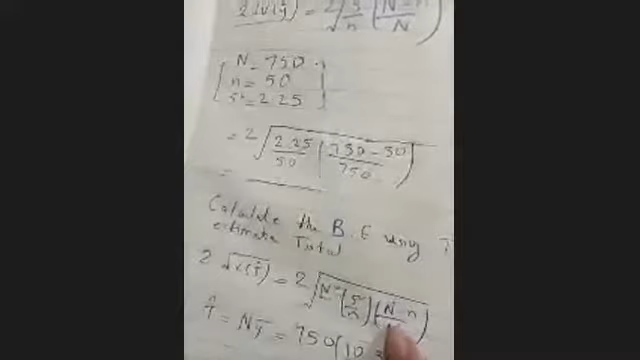 2√V(ȳ) = 2√s/n (N-n/N)
N = 750
n = 50
s² = 2.25
= 2√2.25/50 (750-50/750)
= ____
Calculate the B.E using
estimate Total
2√V(T̂) = 2√N² (s²/n) (N-n
T̂ = Nȳ = 750(10.